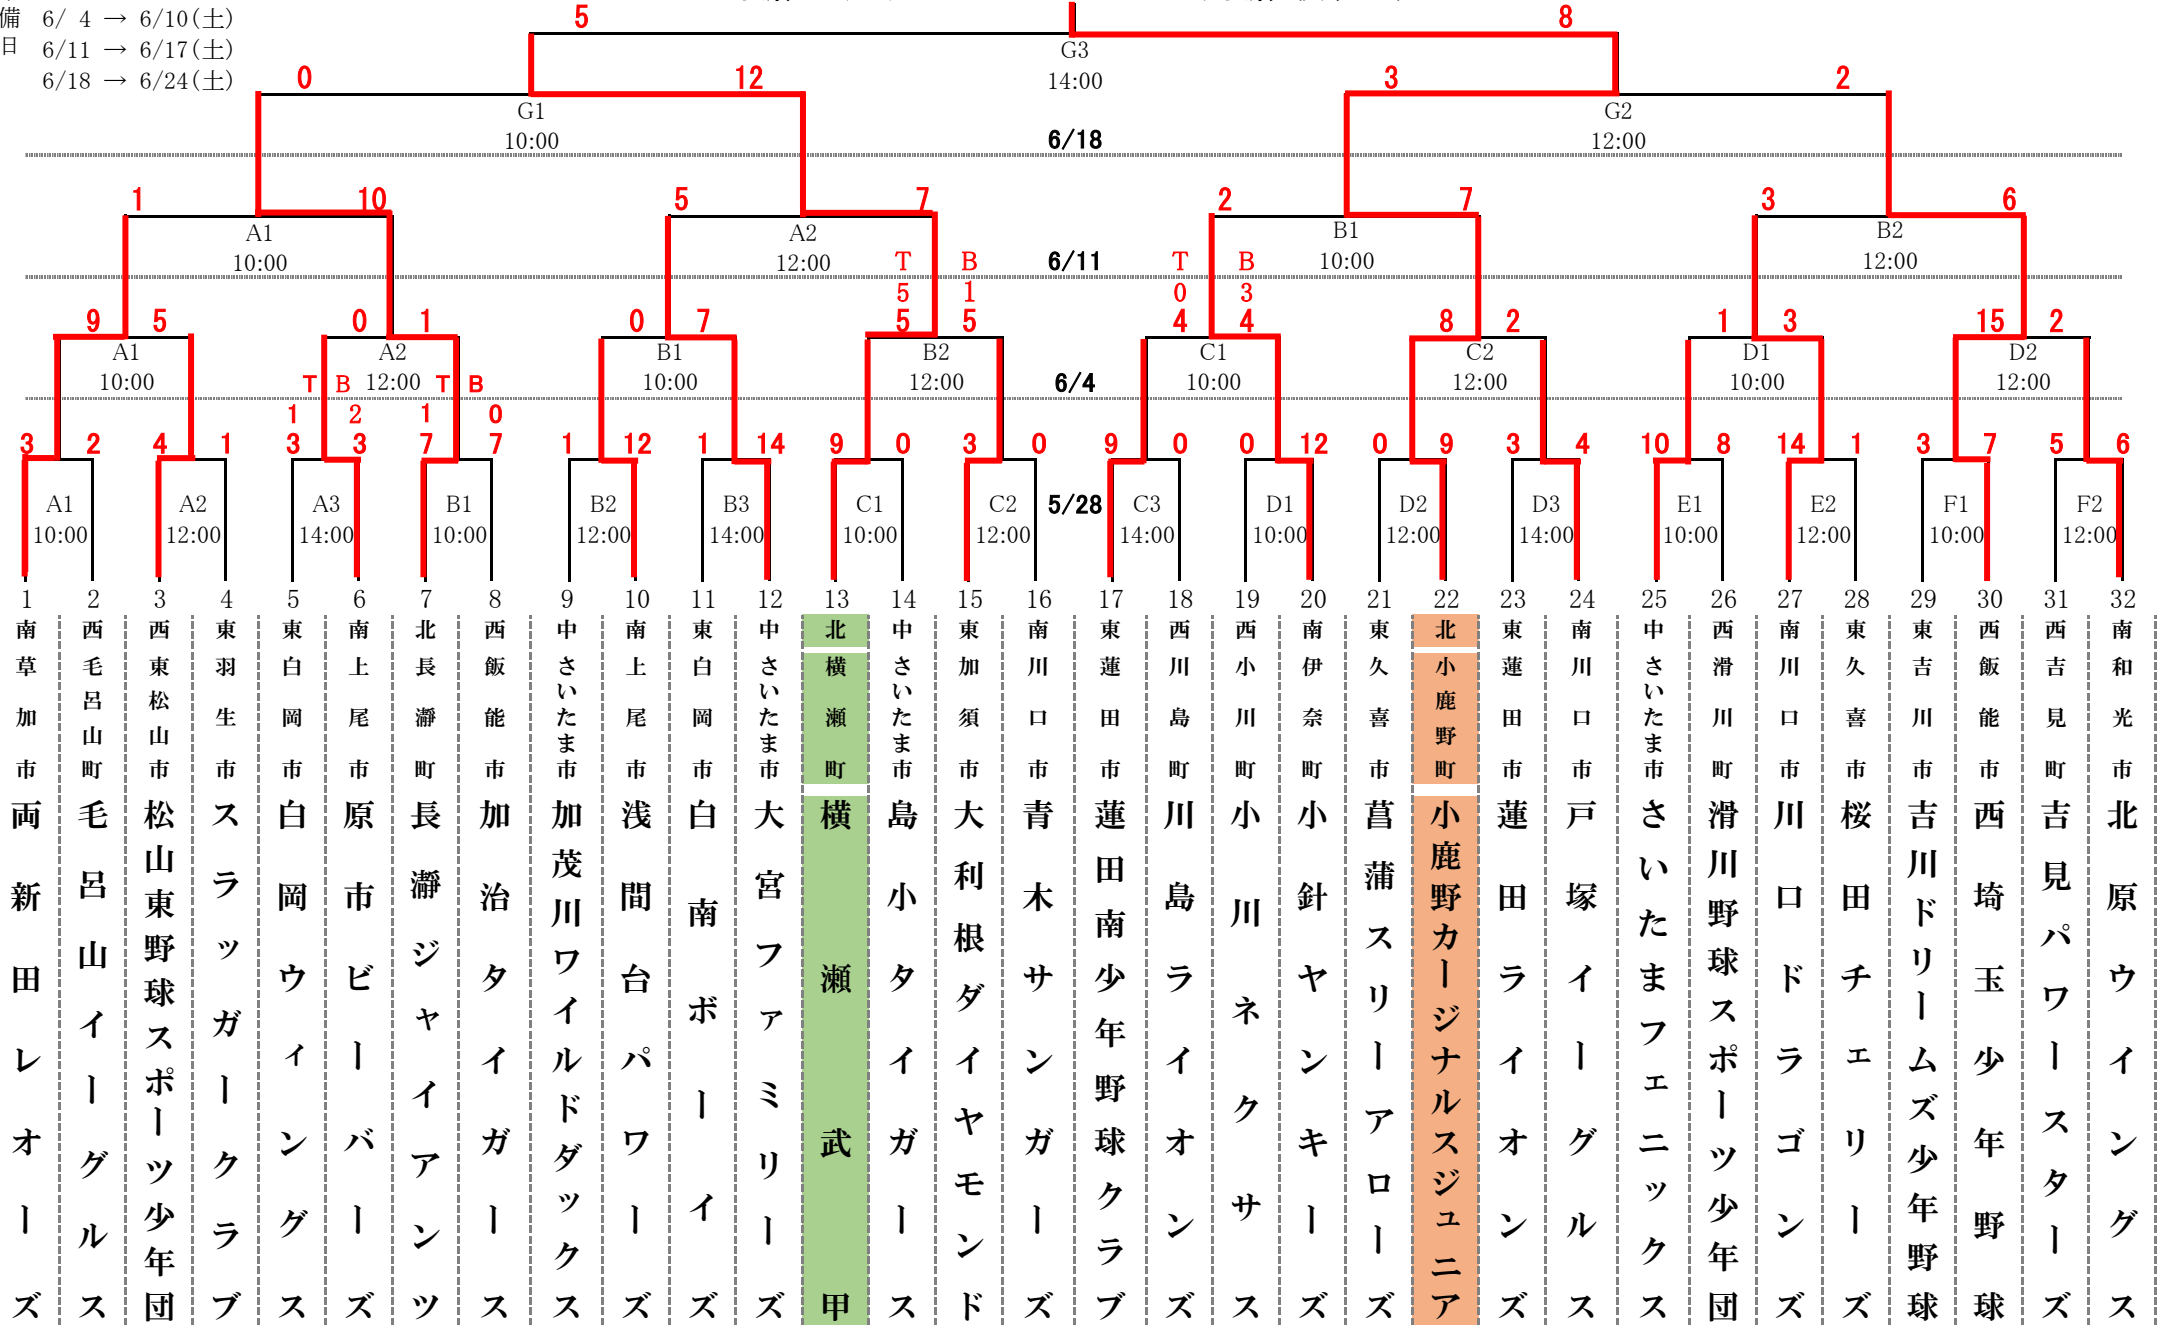 備 6/ 4 → 6/10(土)
日 6/11 → 6/17(土)
6/18 → 6/24(土)
5 8
G3
14:00
0 12 3 2
G1 G2
10:00 6/18 12:00
1 10 5 7 2 7 3 6
A1 A2 B1 B2
10:00 12:00 T B 6/11 T B 10:00 12:00
5 1 0 3
9 5 0 1 0 7 5 5 4 4 8 2 1 3 15 2
A1 A2 B1 B2 C1 C2 D1 D2
10:00 T B 12:00 T B 10:00 12:00 6/4 10:00 12:00 10:00 12:00
1 2 1 0
3 2 4 1 3 3 7 7 1 12 1 14 9 0 3 0 9 0 0 12 0 9 3 4 10 8 14 1 3 7 5 6
A1 A2 A3 B1 B2 B3 C1 C2 5/28 C3 D1 D2 D3 E1 E2 F1 F2
10:00 12:00 14:00 10:00 12:00 14:00 10:00 12:00 14:00 10:00 12:00 14:00 10:00 12:00 10:00 12:00
1 南 草加市 両新田レオーズ
2 西 毛呂山町 毛呂山イーグルス
3 西 東松山市 松山東野球スポーツ少年団
4 東 羽生市 スラッガークラブ
5 東 白岡市 白岡ウィングス
6 南 上尾市 原市ビーバーズ
7 北 長瀞町 長瀞ジャイアンツ
8 西 飯能市 加治タイガース
9 中 さいたま市 加茂川ワイルドダックス
10 南 上尾市 浅間台パワーズ
11 東 白岡市 白南ボーイズ
12 中 さいたま市 大宮ファミリーズ
13 北 横瀬町 横瀬武甲
14 中 さいたま市 島小タイガース
15 東 加須市 大利根ダイヤモンド
16 南 川口市 青木サンガーズ
17 東 蓮田市 蓮田南少年野球クラブ
18 西 川島町 川島ライオンズ
19 西 小川町 小川ネクサス
20 南 伊奈町 小針ヤンキーズ
21 東 久喜市 菖蒲スリーアローズ
22 北 小鹿野町 小鹿野カージナルスジュニア
23 東 蓮田市 蓮田ライオンズ
24 南 川口市 戸塚イーグルス
25 中 さいたま市 さいたまフェニックス
26 西 滑川町 滑川野球スポーツ少年団
27 南 川口市 川口ドラゴンズ
28 東 久喜市 桜田チェリーズ
29 東 吉川市 吉川ドリームズ少年野球
30 西 飯能市 西埼玉少年野球
31 西 吉見町 吉見パワースターズ
32 南 和光市 北原ウイングス